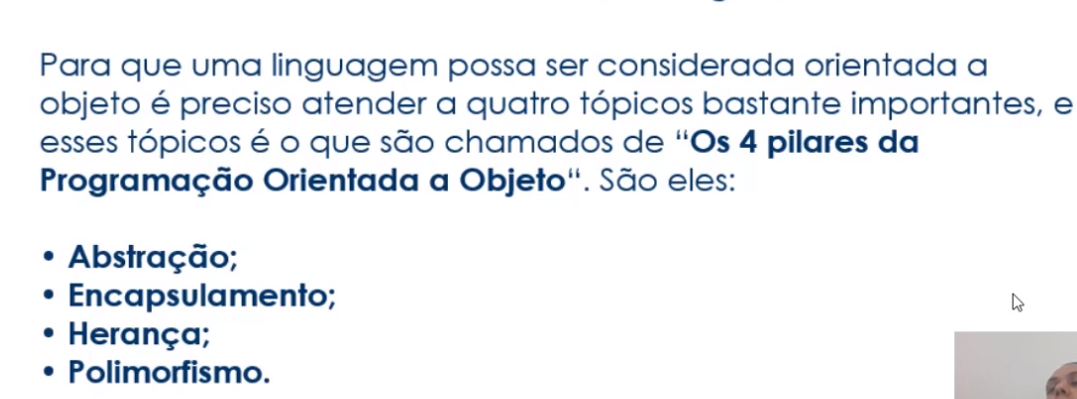 Para que uma linguagem possa ser considerada orientada a
objeto é preciso atender a quatro tópicos bastante importantes, e
esses tópicos é o que são chamados de “Os 4 pilares da
Programação Orientada a Objeto“. São eles:
• Abstração;
• Encapsulamento;
• Herança;
• Polimorfismo.